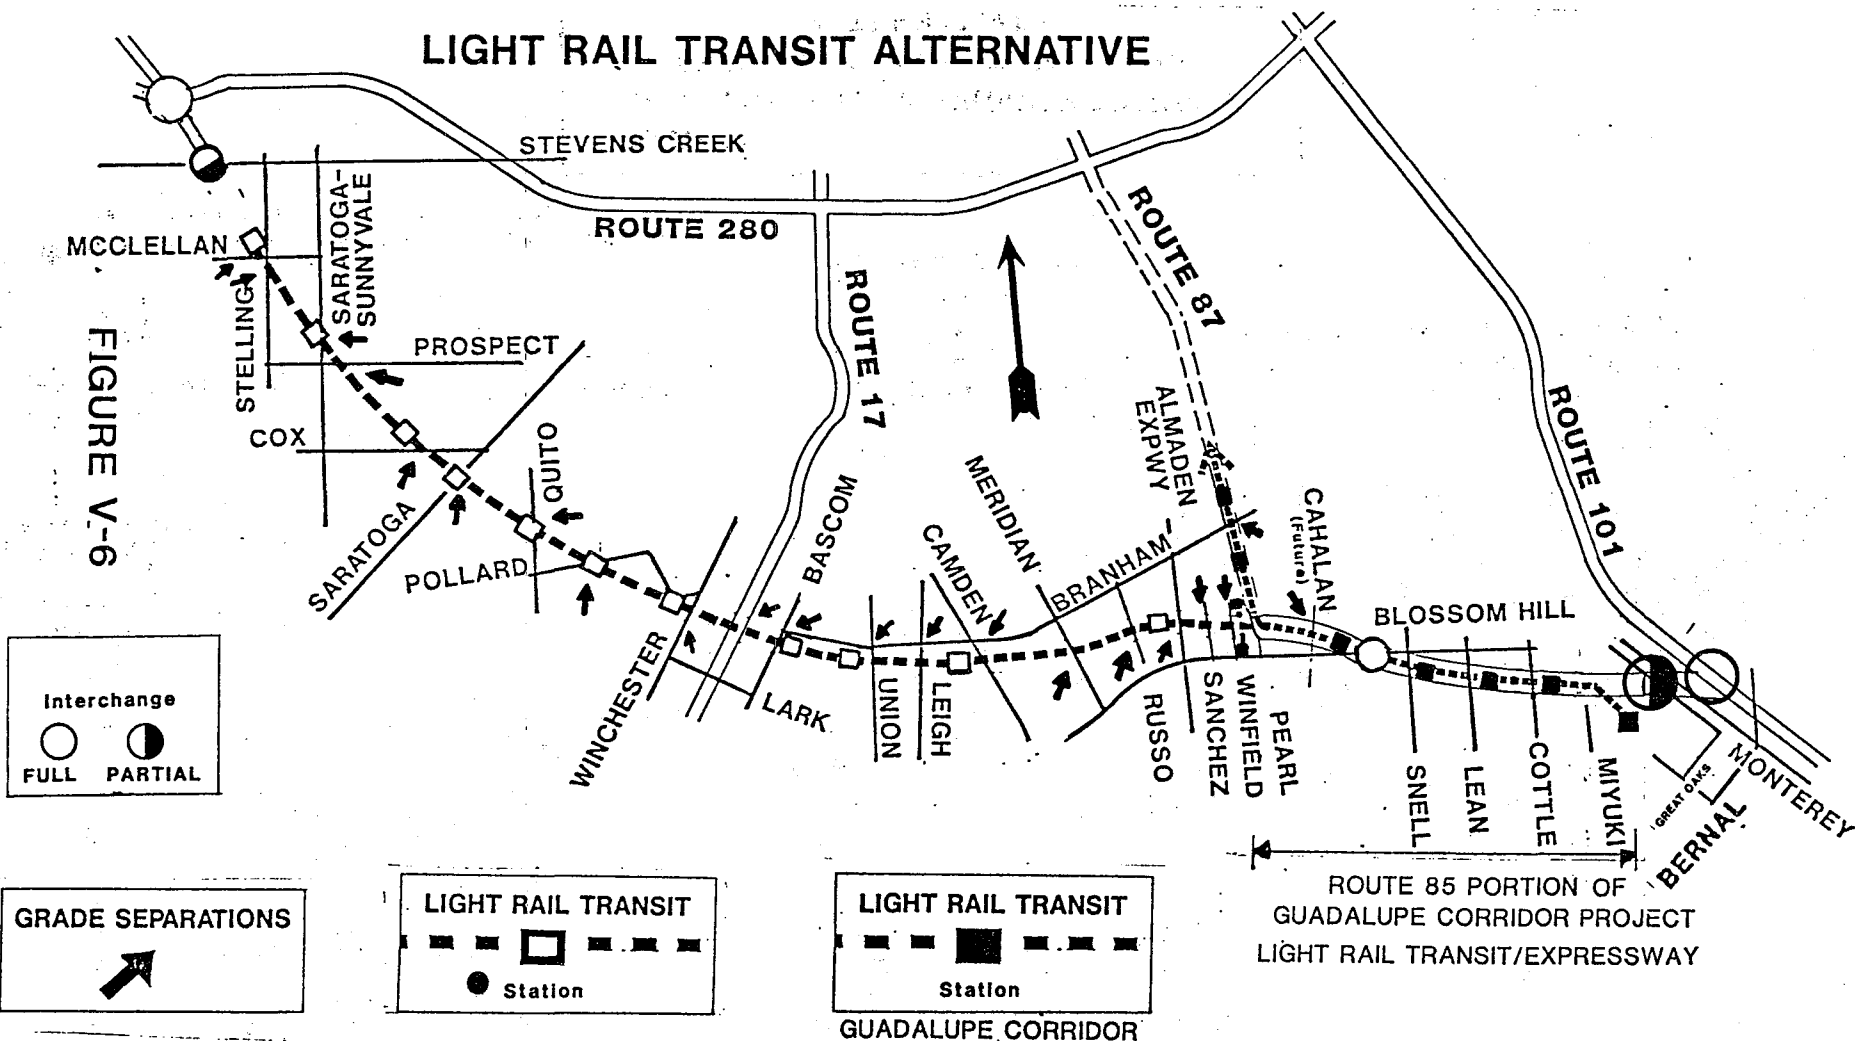 LIGHT RAIL TRANSIT ALTERNATIVE
STEVENS CREEK
ROUTE 280
SARATOGA-
SUNNYVALE
MCCLELLAN
STELLING
PROSPECT
COX
FIGURE V-6
SARATOGA
QUITO
POLLARD
WINCHESTER
ROUTE 17
BASCOM
LARK
UNION
LEIGH
CAMDEN
MERIDIAN
BRANHAM
ROUTE 87
ALMADEN
EXPWY
RUSSO
SANCHEZ
WINFIELD
PEARL
CAHALAN
(Future)
BLOSSOM HILL
ROUTE 101
SNELL
LEAN
COTTLE
MIYUKI
GREAT OAKS
BERNAL
MONTEREY
ROUTE 85 PORTION OF
GUADALUPE CORRIDOR PROJECT
LIGHT RAIL TRANSIT/EXPRESSWAY
Interchange
FULL PARTIAL
GRADE SEPARATIONS
LIGHT RAIL TRANSIT
Station
LIGHT RAIL TRANSIT
Station
GUADALUPE CORRIDOR